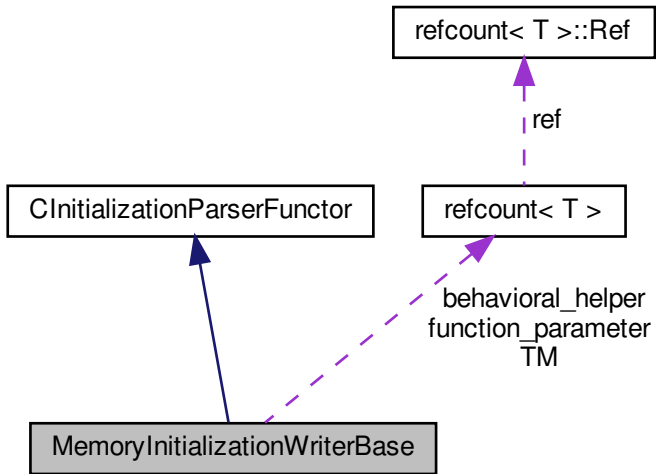 refcount< T >::Ref
ref
CInitializationParserFunctor
refcount< T >
behavioral_helper
function_parameter
TM
MemoryInitializationWriterBase